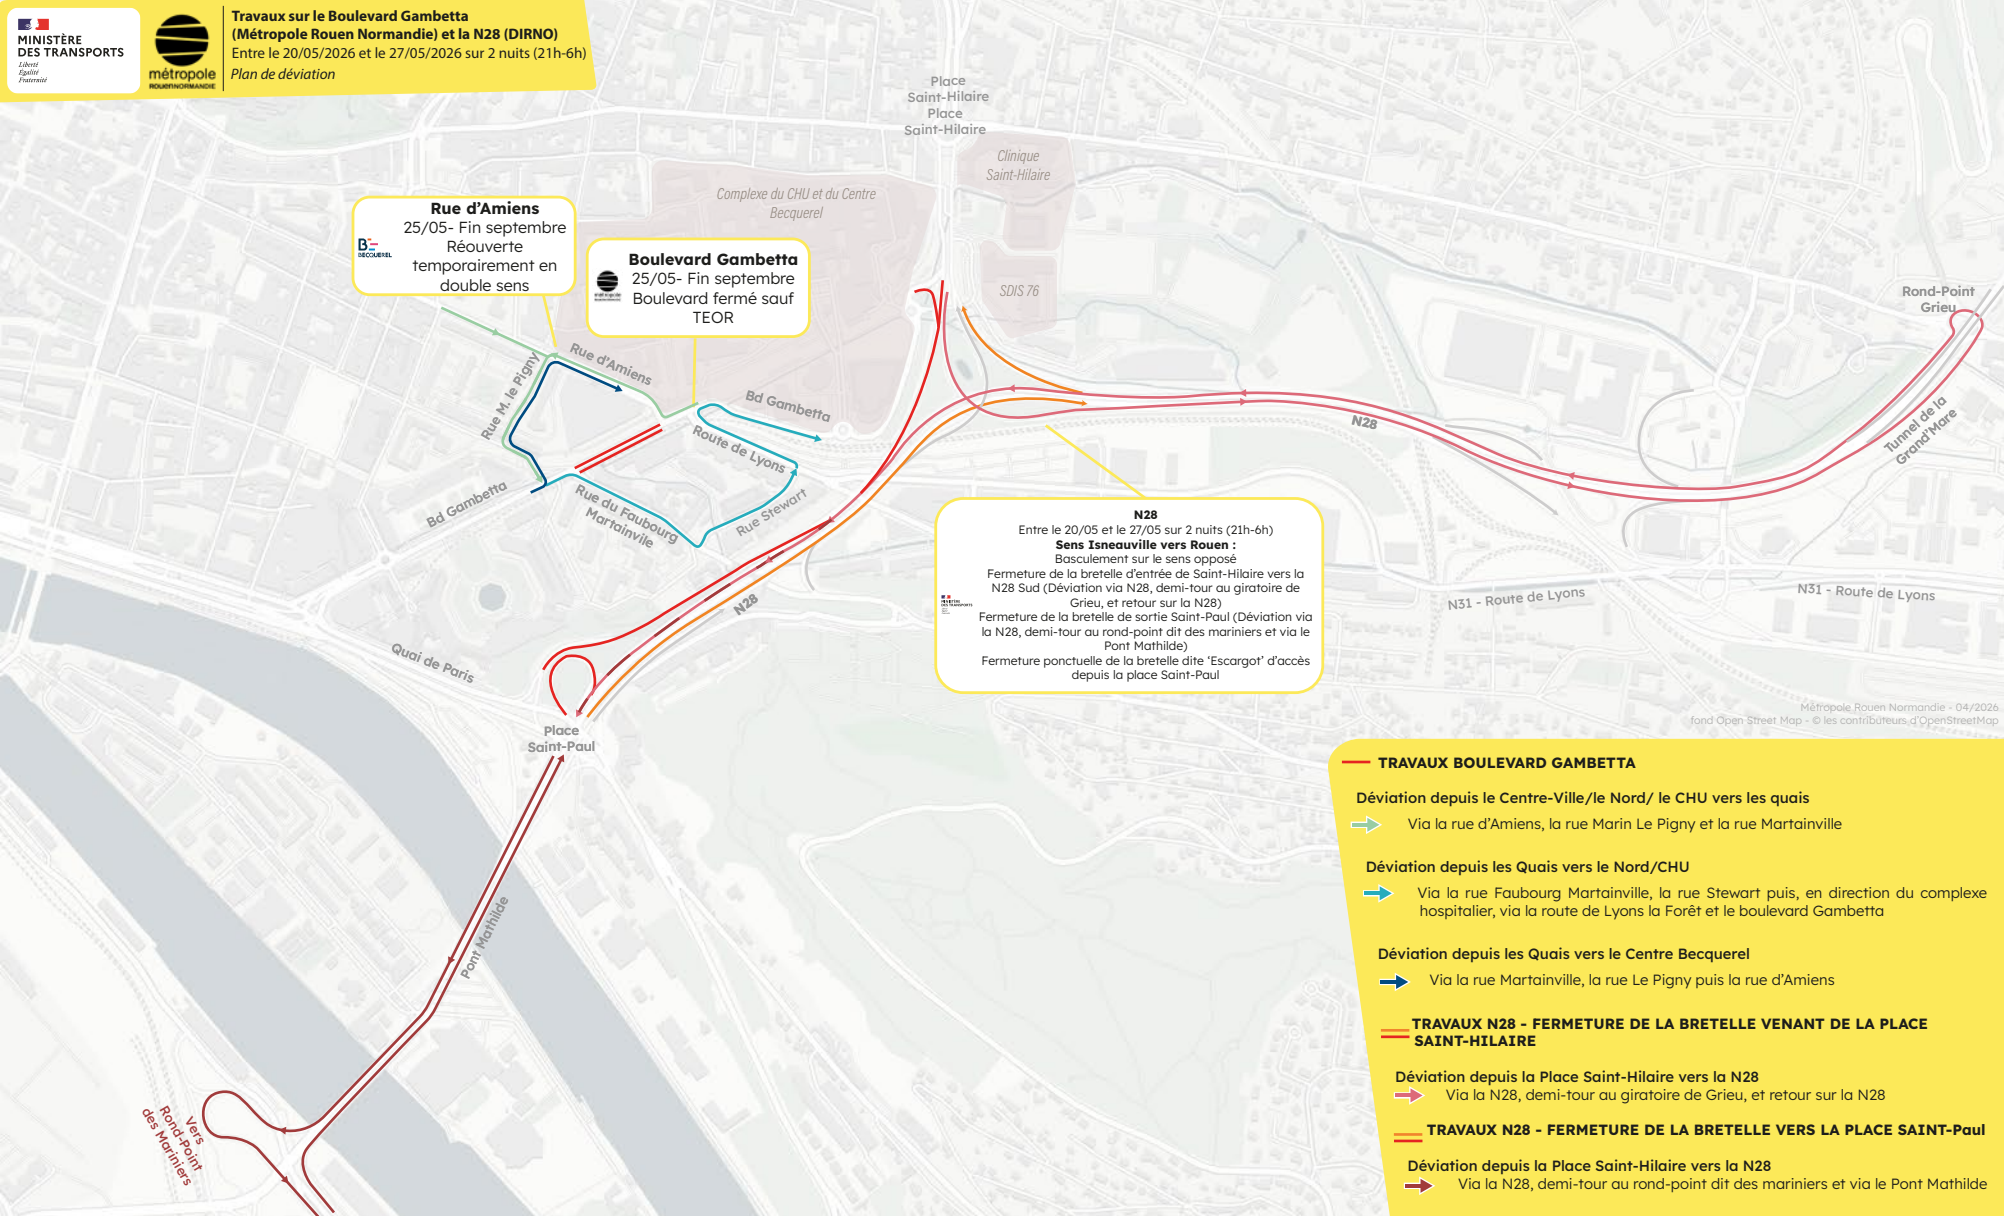 MINISTÈRE
DES TRANSPORTS
Liberté
Égalité
Fraternité
métropole
ROUENNORMANDIE
Travaux sur le Boulevard Gambetta
(Métropole Rouen Normandie) et la N28 (DIRNO)
Entre le 20/05/2026 et le 27/05/2026 sur 2 nuits (21h-6h)
Plan de déviation
Place
Saint-Hilaire
Place
Saint-Hilaire
Clinique
Saint-Hilaire
Complexe du CHU et du Centre
Becquerel
SDIS 76
Rond-Point
Grieu
BECQUEREL
Rue d'Amiens
25/05- Fin septembre
Réouverte
temporairement en
double sens
métropole
Boulevard Gambetta
25/05- Fin septembre
Boulevard fermé sauf
TEOR
Rue d'Amiens
Rue M. le Pigny
Bd Gambetta
Route de Lyons
Bd Gambetta
Rue du Faubourg
Martainvile
Rue Stewart
N28
N28
Tunnel de la
Grand'Mare
N31 - Route de Lyons
N31 - Route de Lyons
Quai de Paris
Place
Saint-Paul
Pont Mathilde
Vers
Rond-Point
des Mariniers
MINISTÈRE
DES TRANSPORTS
N28
Entre le 20/05 et le 27/05 sur 2 nuits (21h-6h)
Sens Isneauville vers Rouen :
Basculement sur le sens opposé
Fermeture de la bretelle d'entrée de Saint-Hilaire vers la
N28 Sud (Déviation via N28, demi-tour au giratoire de
Grieu, et retour sur la N28)
Fermeture de la bretelle de sortie Saint-Paul (Déviation via
la N28, demi-tour au rond-point dit des mariniers et via le
Pont Mathilde)
Fermeture ponctuelle de la bretelle dite ‘Escargot’ d'accès
depuis la place Saint-Paul
Métropole Rouen Normandie - 04/2026
fond Open Street Map - © les contributeurs d'OpenStreetMap
TRAVAUX BOULEVARD GAMBETTA
Déviation depuis le Centre-Ville/le Nord/ le CHU vers les quais
Via la rue d'Amiens, la rue Marin Le Pigny et la rue Martainville
Déviation depuis les Quais vers le Nord/CHU
Via la rue Faubourg Martainville, la rue Stewart puis, en direction du complexe
hospitalier, via la route de Lyons la Forêt et le boulevard Gambetta
Déviation depuis les Quais vers le Centre Becquerel
Via la rue Martainville, la rue Le Pigny puis la rue d'Amiens
TRAVAUX N28 - FERMETURE DE LA BRETELLE VENANT DE LA PLACE
SAINT-HILAIRE
Déviation depuis la Place Saint-Hilaire vers la N28
Via la N28, demi-tour au giratoire de Grieu, et retour sur la N28
TRAVAUX N28 - FERMETURE DE LA BRETELLE VERS LA PLACE SAINT-Paul
Déviation depuis la Place Saint-Hilaire vers la N28
Via la N28, demi-tour au rond-point dit des mariniers et via le Pont Mathilde